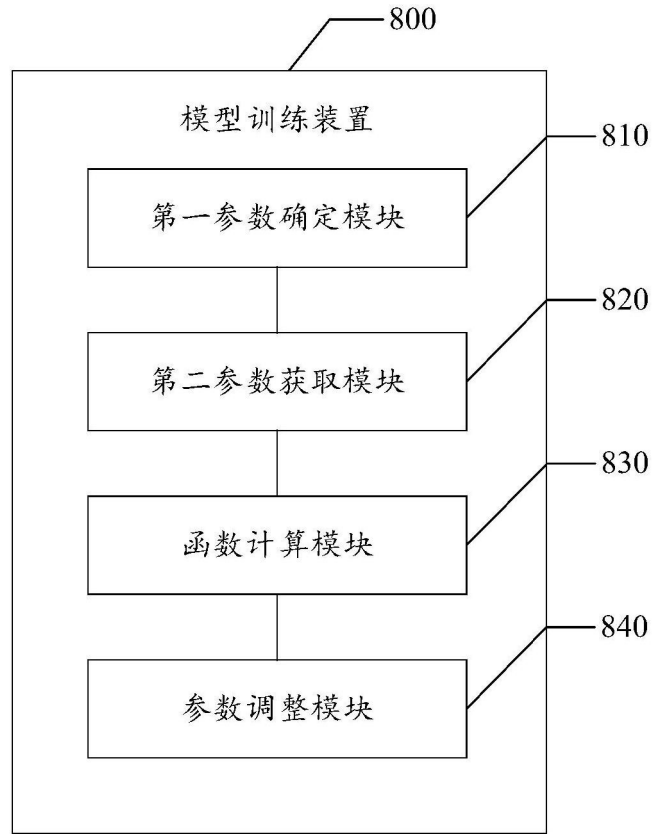 800
模型训练装置
810
第一参数确定模块
820
第二参数获取模块
830
函数计算模块
840
参数调整模块